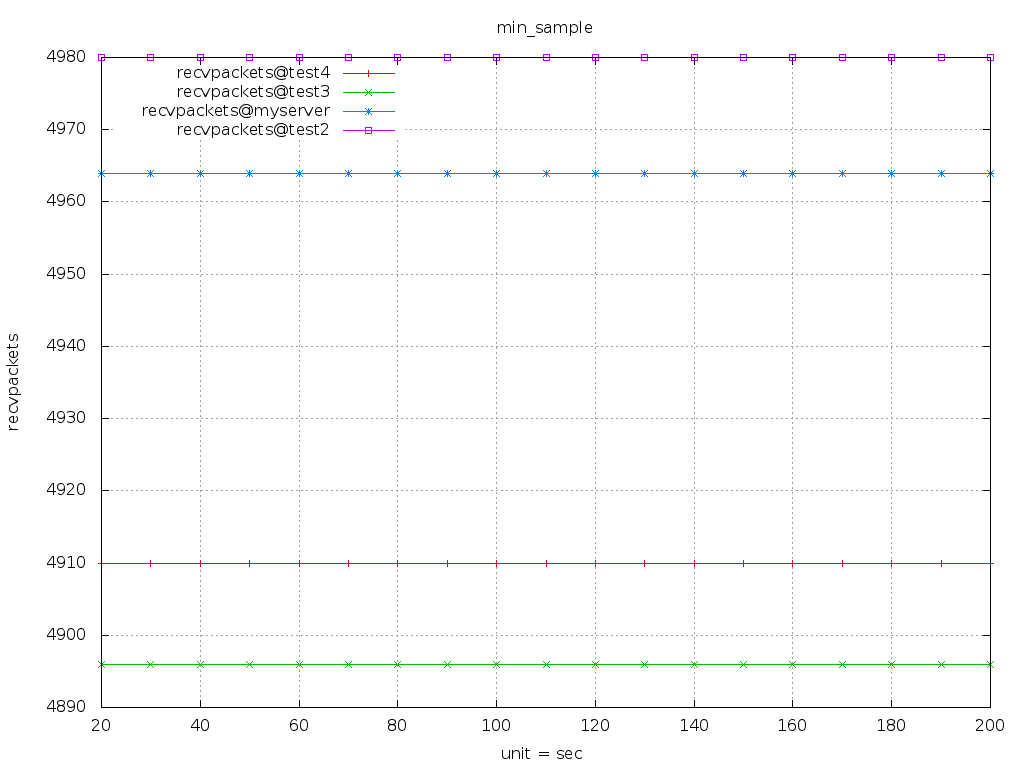 min_sample
4980
4970
4960
4950
4940
4930
4920
4910
4900
4890
recvpackets@test4
recvpackets@test3
recvpackets@myserver
recvpackets@test2
recvpackets
20 40 60 80 100 120 140 160 180 200
unit = sec